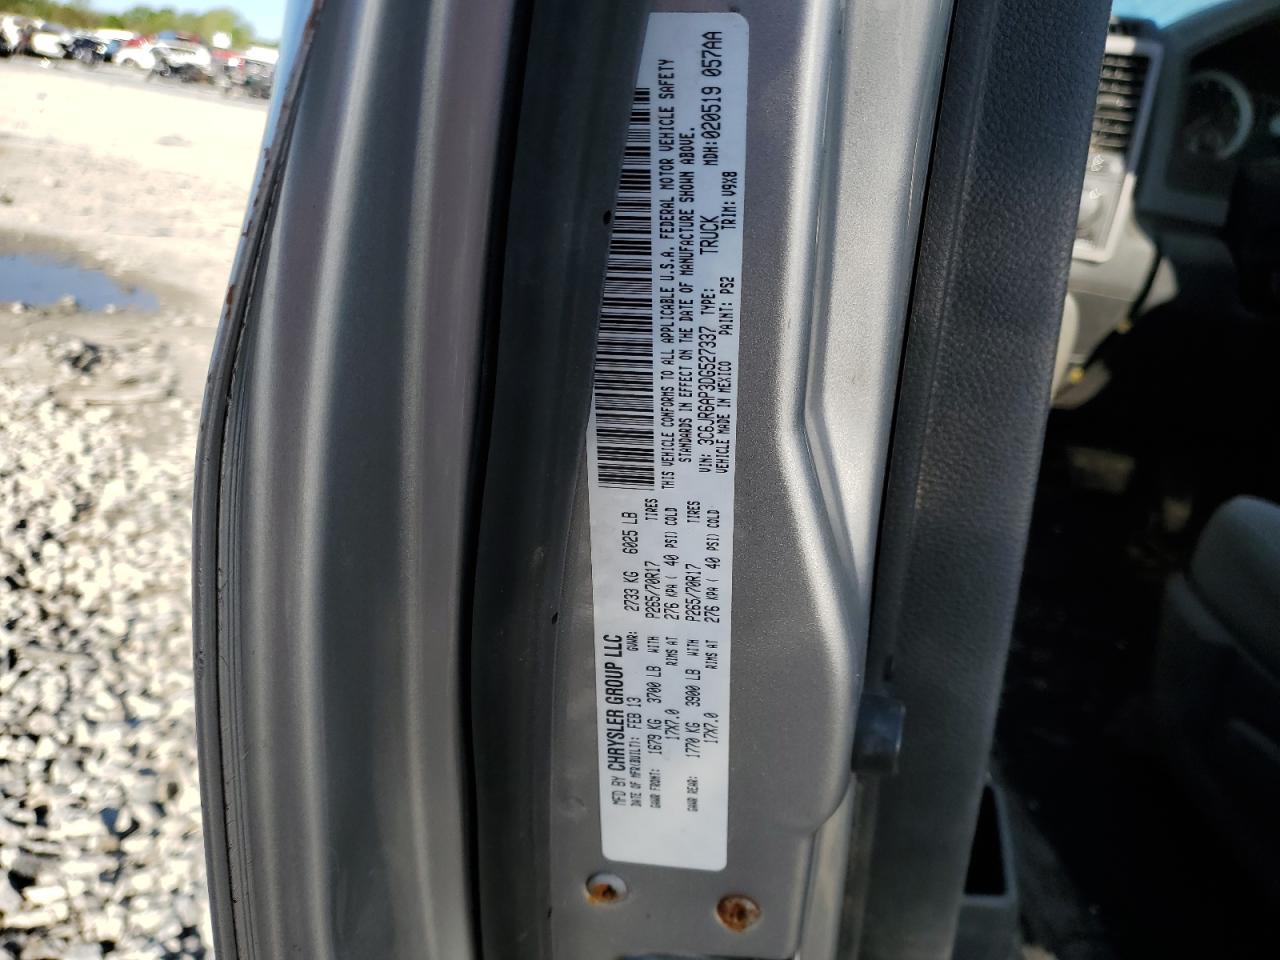 MFD BY CHRYSLER GROUP LLC
DATE OF MFR(BUILT): FEB 13 GVWR: 2733 KG 6025 LB
GAWR FRONT: 1679 KG 3700 LB WITH P265/70R17 TIRES
17X7.0 RIMS AT 276 KPA ( 40 PSI) COLD
GAWR REAR: 1770 KG 3900 LB WITH P265/70R17 TIRES
17X7.0 RIMS AT 276 KPA ( 40 PSI) COLD
THIS VEHICLE CONFORMS TO ALL APPLICABLE U.S.A. FEDERAL MOTOR VEHICLE SAFETY
STANDARDS IN EFFECT ON THE DATE OF MANUFACTURE SHOWN ABOVE.
VIN: 3C6JR6AP3DG527337 TYPE: TRUCK MDH:020519 057AA
VEHICLE MADE IN MEXICO PAINT: PS2 TRIM: V9X8